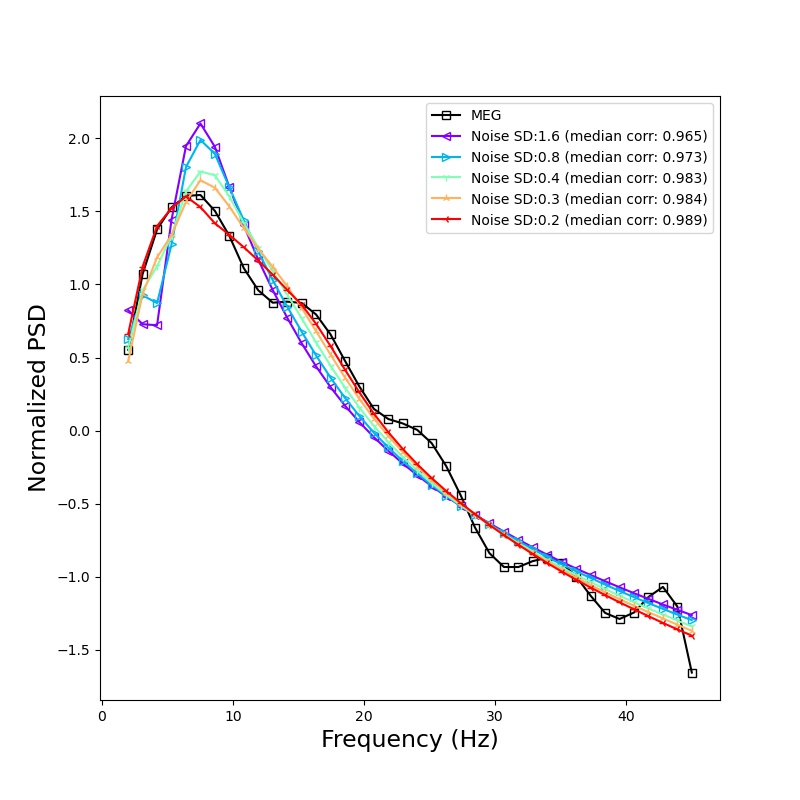 MEG
Noise SD:1.6 (median corr: 0.965)
Noise SD:0.8 (median corr: 0.973)
Noise SD:0.4 (median corr: 0.983)
Noise SD:0.3 (median corr: 0.984)
Noise SD:0.2 (median corr: 0.989)
Normalized PSD
2.0
1.5
1.0
0.5
0.0
−0.5
−1.0
−1.5
0 10 20 30 40
Frequency (Hz)